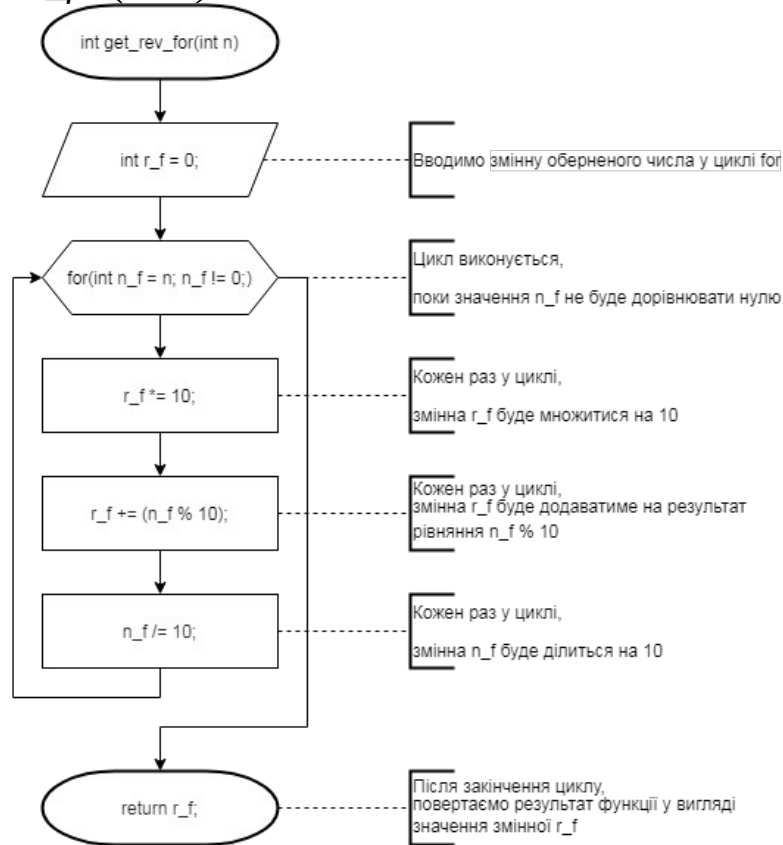 int get_rev_for(int n)
int r_f = 0;
Вводимо змінну оберненого числа у циклі for
for(int n_f = n; n_f != 0;)
Цикл виконується,
поки значення n_f не буде дорівнювати нулю
r_f *= 10;
Кожен раз у циклі,
змінна r_f буде множитися на 10
r_f += (n_f % 10);
Кожен раз у циклі,
змінна r_f буде додаватиме на результат
рівняння n_f % 10
n_f /= 10;
Кожен раз у циклі,
змінна n_f буде ділиться на 10
return r_f;
Після закінчення циклу,
повертаємо результат функції у вигляді
значення змінної r_f